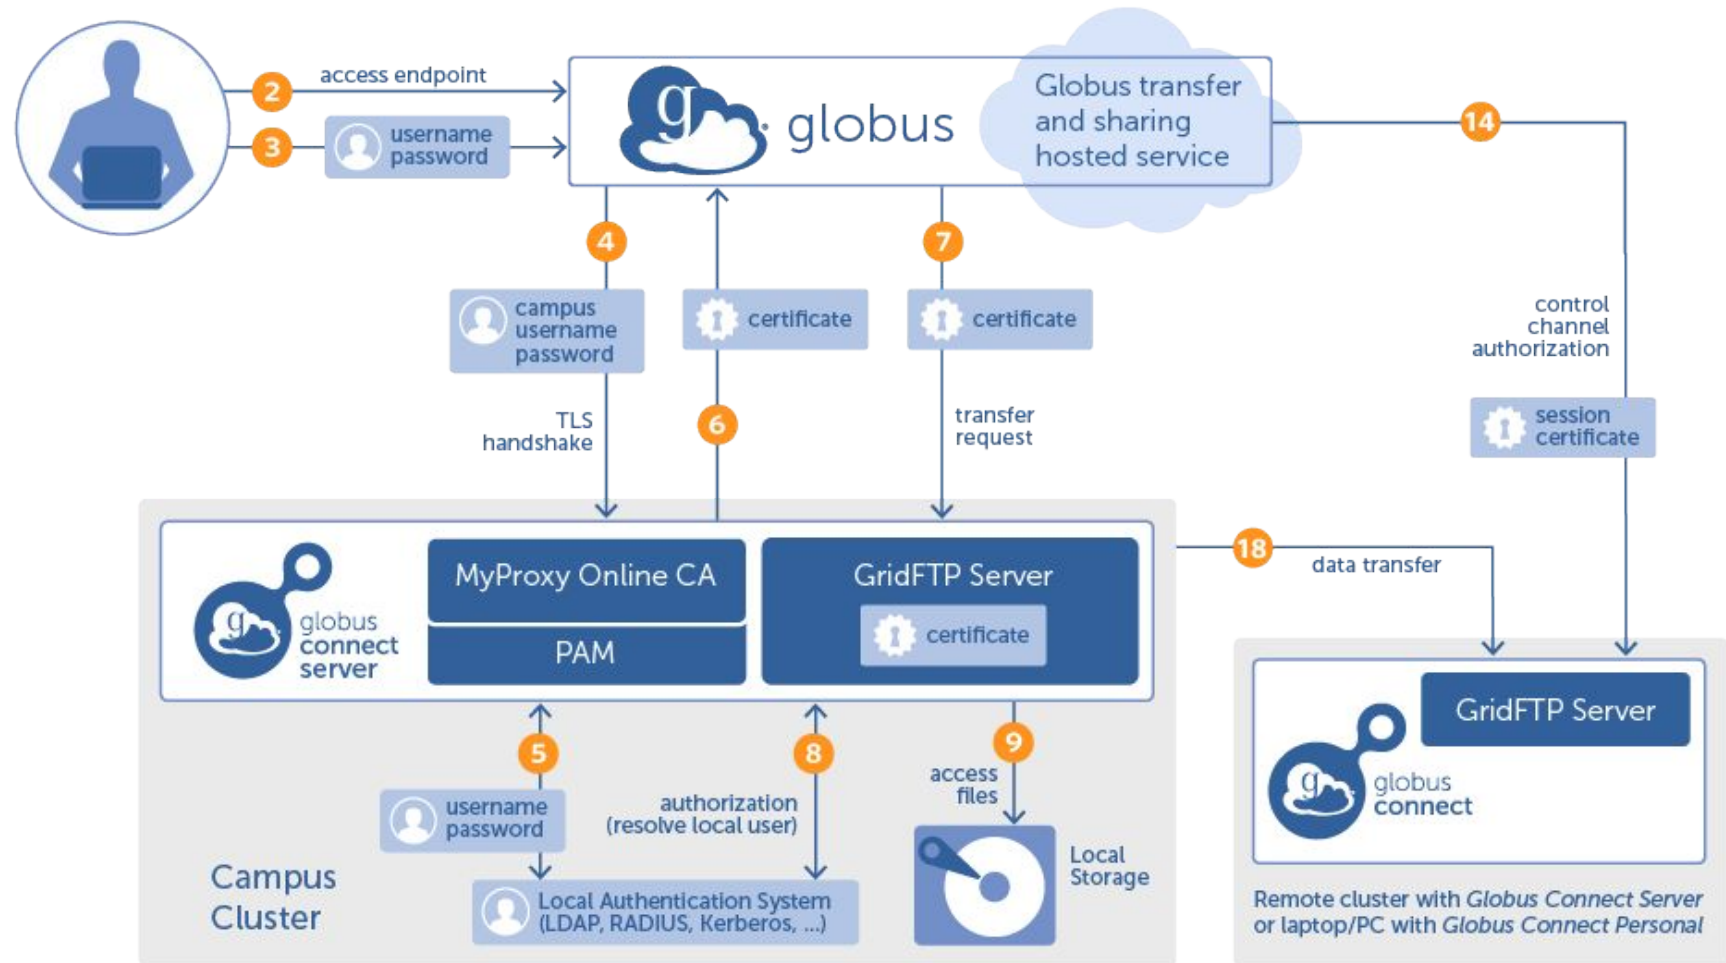 2
access endpoint
3
username
password
g
globus
Globus transfer
and sharing
hosted service
14
4
7
campus
username
password
certificate
certificate
control
channel
authorization
TLS
handshake
6
transfer
request
session
certificate
g
globus
connect
server
MyProxy Online CA
PAM
GridFTP Server
certificate
18
data transfer
5
8
9
username
password
authorization
(resolve local user)
access
files
Local
Storage
Campus
Cluster
Local Authentication System
(LDAP, RADIUS, Kerberos, ...)
GridFTP Server
g
globus
connect
Remote cluster with Globus Connect Server
or laptop/PC with Globus Connect Personal